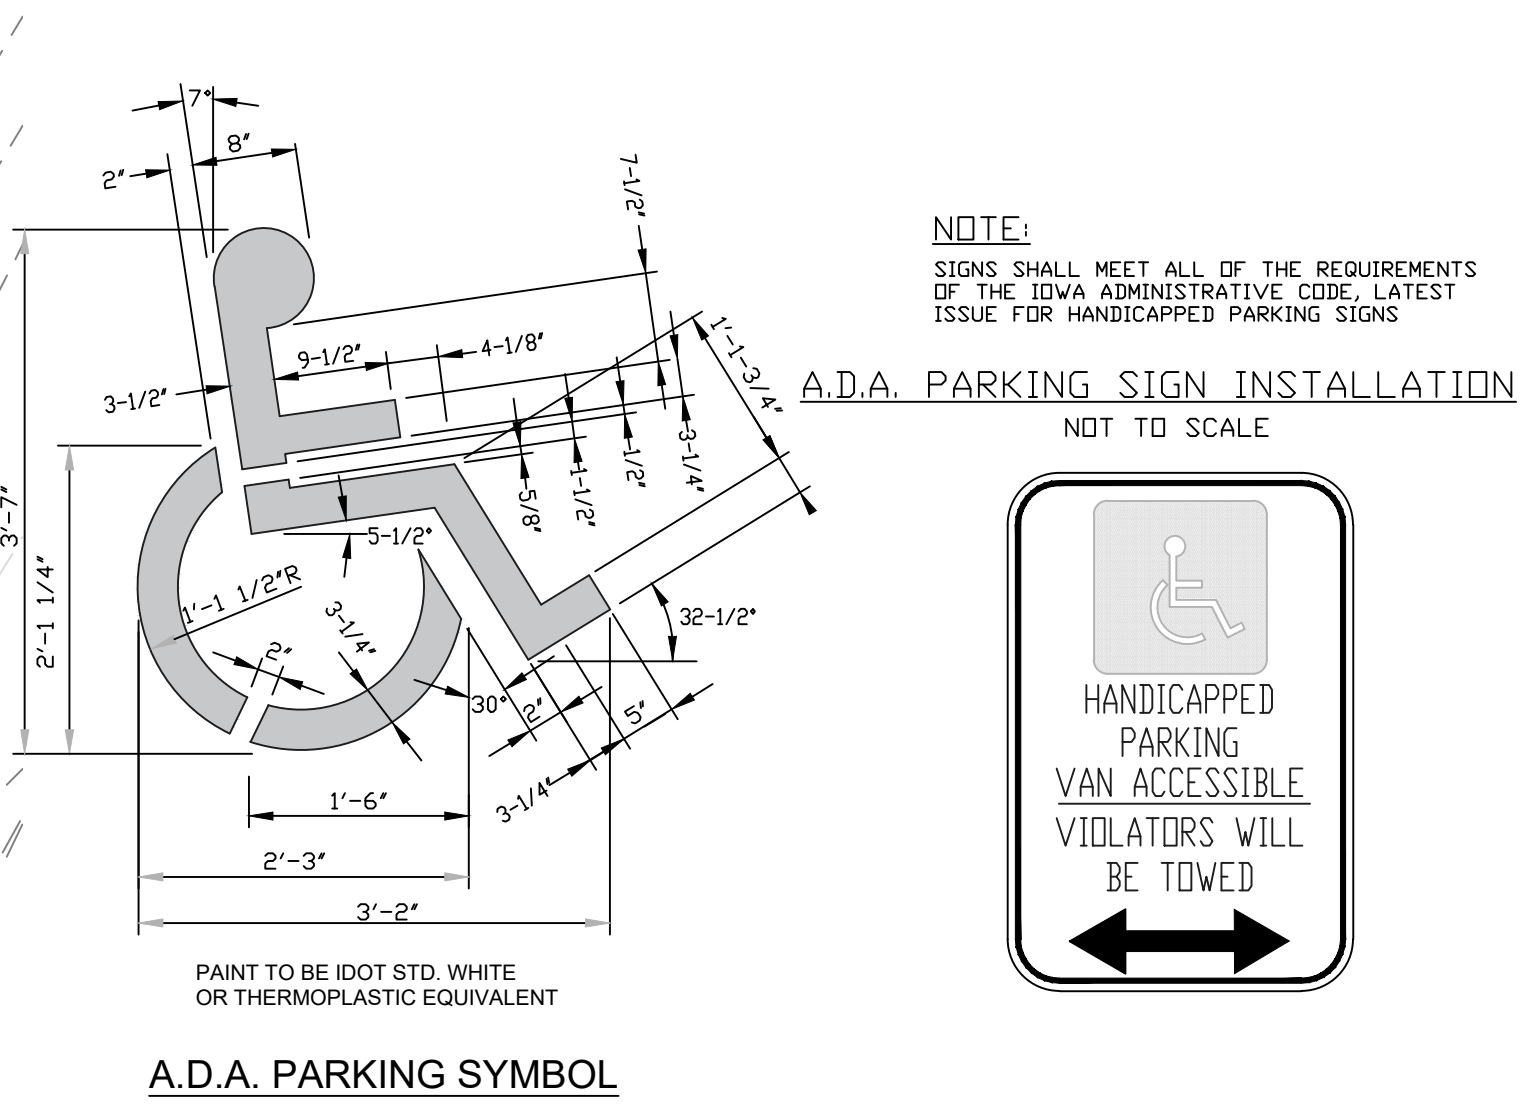 7°
8"
2"
7-1/2"
9-1/2"
4-1/8"
1'-1-3/4"
3-1/2"
3-1/4"
1/2"
1-1/2"
5/8"
3'-7"
2'-1 1/4"
5-1/2°
1'-1 1/2"R
3-1/4"
2"
32-1/2°
30°
2"
5"
3-1/4"
1'-6"
2'-3"
3'-2"
PAINT TO BE IDOT STD. WHITE
OR THERMOPLASTIC EQUIVALENT
A.D.A. PARKING SYMBOL
NOTE:
SIGNS SHALL MEET ALL OF THE REQUIREMENTS
OF THE IOWA ADMINISTRATIVE CODE, LATEST
ISSUE FOR HANDICAPPED PARKING SIGNS
A.D.A. PARKING SIGN INSTALLATION
NOT TO SCALE
HANDICAPPED
PARKING
VAN ACCESSIBLE
VIOLATORS WILL
BE TOWED